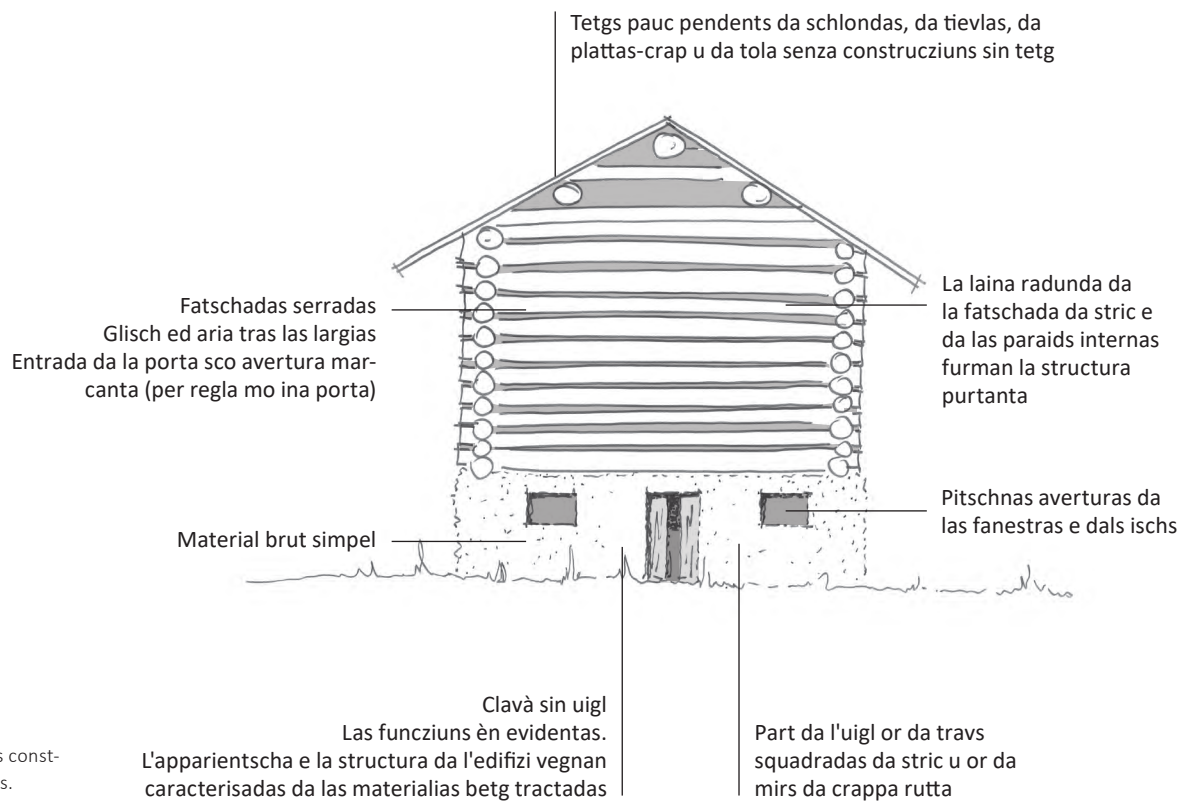 Tetgs pauc pendents da schlondas, da tievlas, da
plattas-crap u da tola senza construcziuns sin tetg
Fatschadas serradas
Glisch ed aria tras las largias
Entrada da la porta sco avertura mar-
canta (per regla mo ina porta)
La laina radunda da
la fatschada da stric e
da las paraids internas
furman la structura
purtanta
Pitschnas averturas da
las fanestras e dals ischs
Material brut simpel
Clavà sin uigl
Las funcziuns èn evidentas.
L'apparientscha e la structura da l'edifizi vegnan
caracterisadas da las materialias betg tractadas
Part da l'uigl or da travs
squadradas da stric u or da
mirs da crappa rutta
s const-
s.